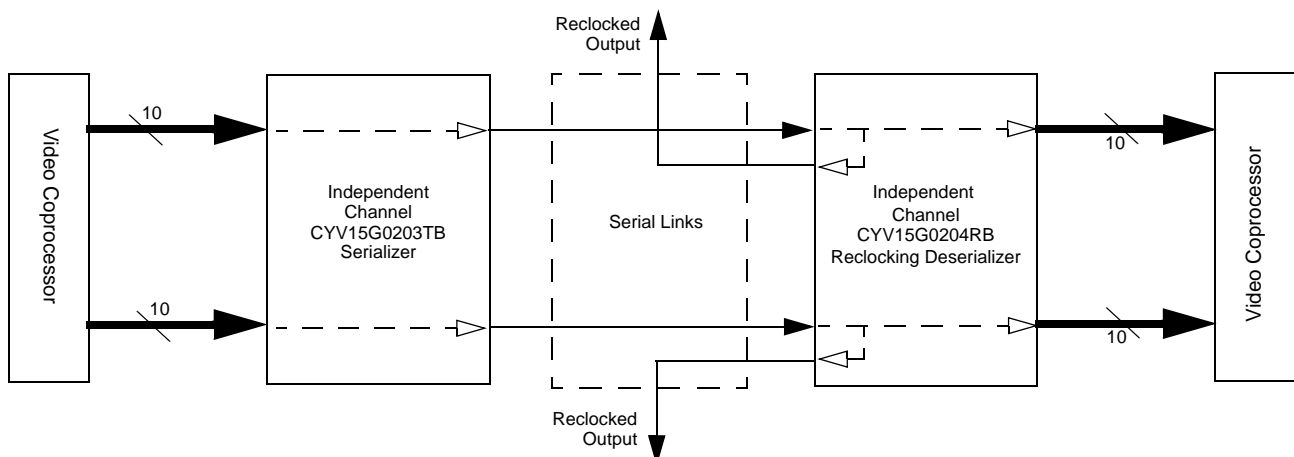 Reclocked
Output
10
10
10
10
Video Coprocessor
Independent
Channel
CYV15G0203TB
Serializer
Serial Links
Independent
Channel
CYV15G0204RB
Reclocking Deserializer
Video Coprocessor
Reclocked
Output